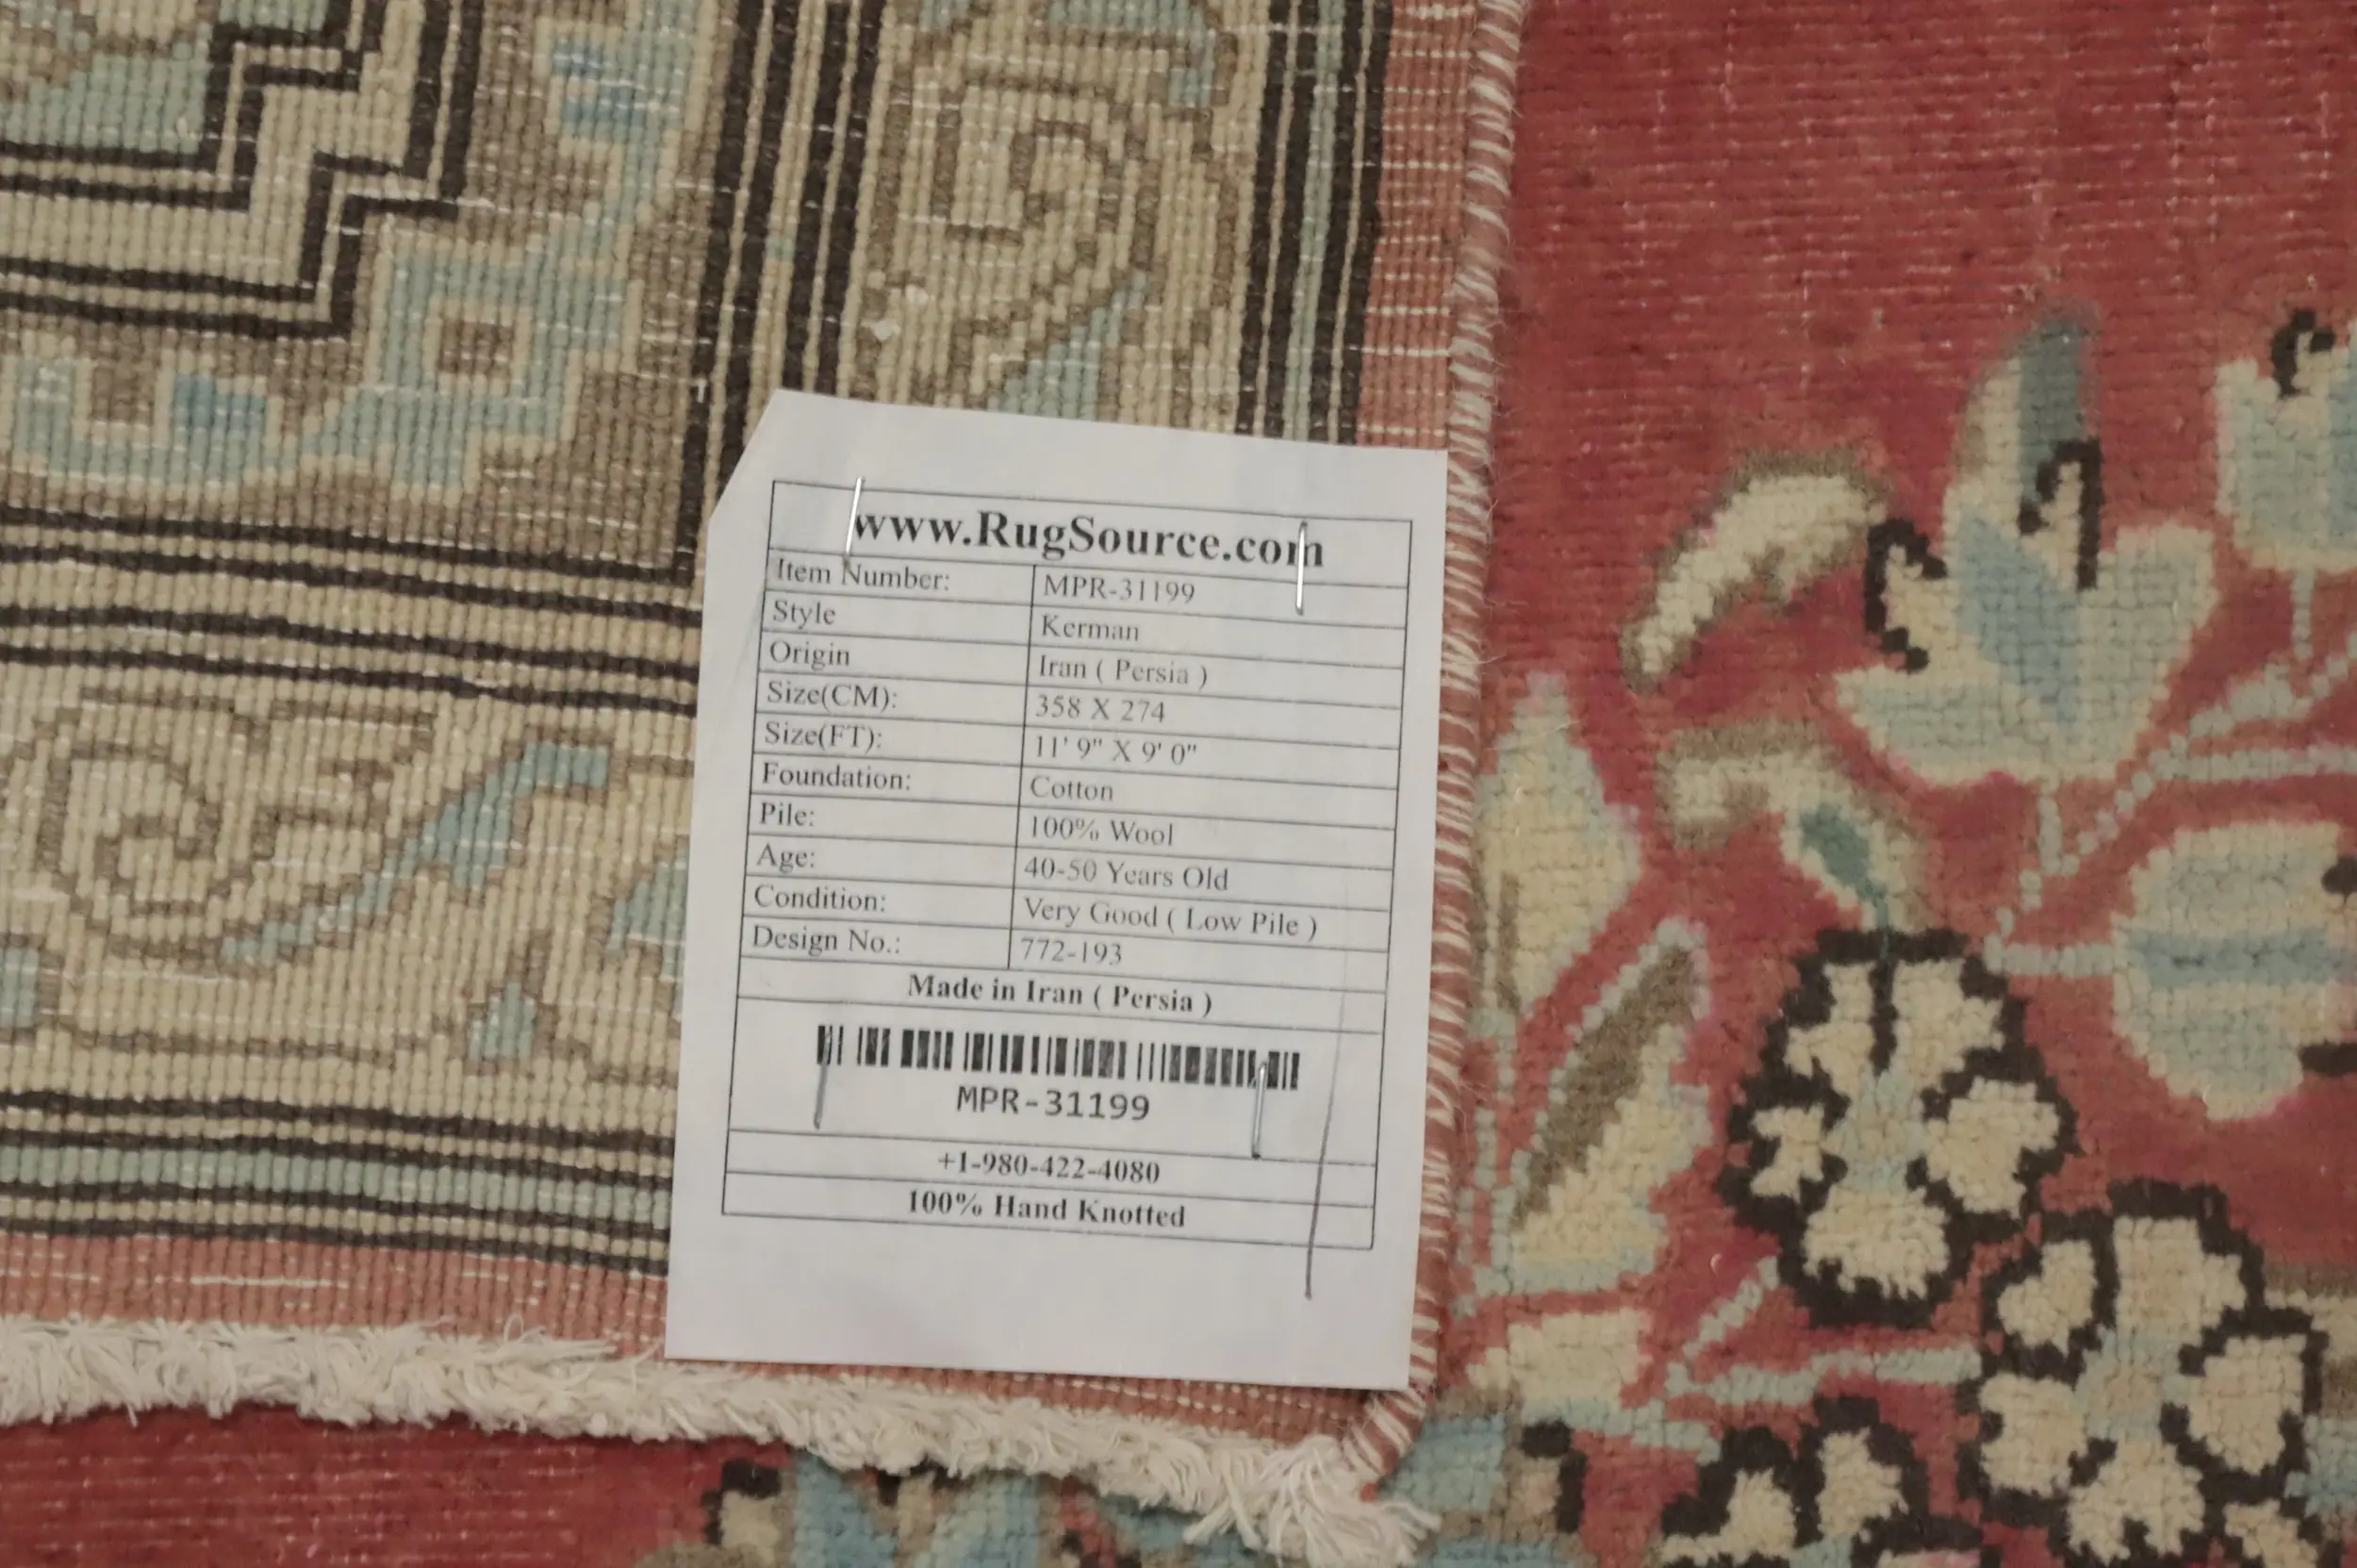 www.RugSource.com
Item Number: MPR-31199
Style Kerman
Origin Iran ( Persia )
Size(CM): 358 X 274
Size(FT): 11' 9" X 9' 0"
Foundation: Cotton
Pile: 100% Wool
Age: 40-50 Years Old
Condition: Very Good ( Low Pile )
Design No.: 772-193
Made in Iran ( Persia )
MPR-31199
+1-980-422-4080
100% Hand Knotted